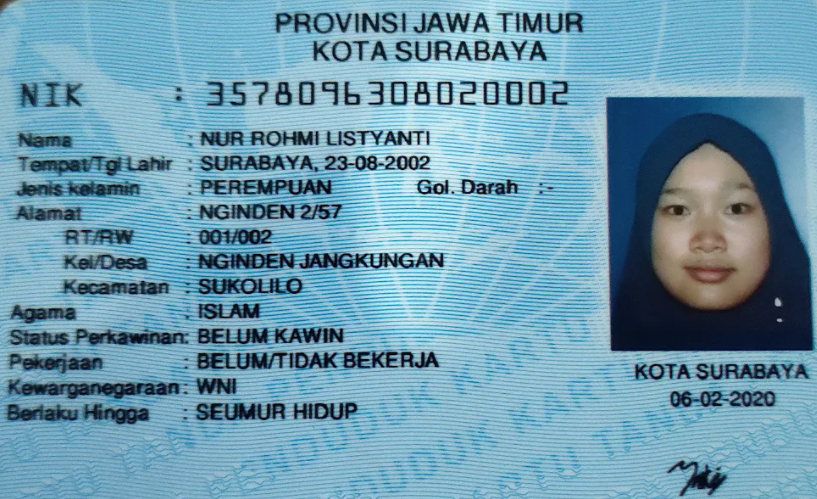 PROVINSI JAWA TIMUR
KOTA SURABAYA
NIK : 3578096308020002
Nama : NUR ROHMI LISTYANTI
Tempat/Tgl Lahir : SURABAYA, 23-08-2002
Jenis kelamin : PEREMPUAN Gol. Darah :-
Alamat : NGINDEN 2/57
RT/RW : 001/002
Kel/Desa : NGINDEN JANGKUNGAN
Kecamatan : SUKOLILO
Agama : ISLAM
Status Perkawinan: BELUM KAWIN
Pekerjaan : BELUM/TIDAK BEKERJA
Kewarganegaraan: WNI
Berlaku Hingga : SEUMUR HIDUP
KOTA SURABAYA
06-02-2020